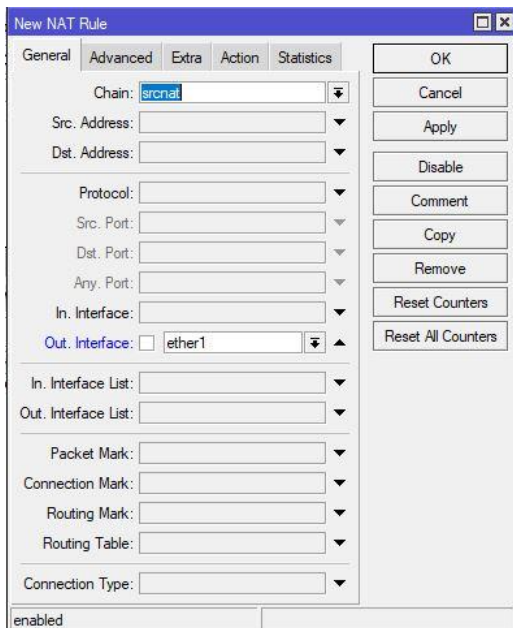 New NAT Rule
General Advanced Extra Action Statistics
Chain: srcnat
Src. Address:
Dst. Address:
Protocol:
Src. Port:
Dst. Port:
Any. Port:
In. Interface:
Out. Interface: ether1
In. Interface List:
Out. Interface List:
Packet Mark:
Connection Mark:
Routing Mark:
Routing Table:
Connection Type:
OK
Cancel
Apply
Disable
Comment
Copy
Remove
Reset Counters
Reset All Counters
enabled